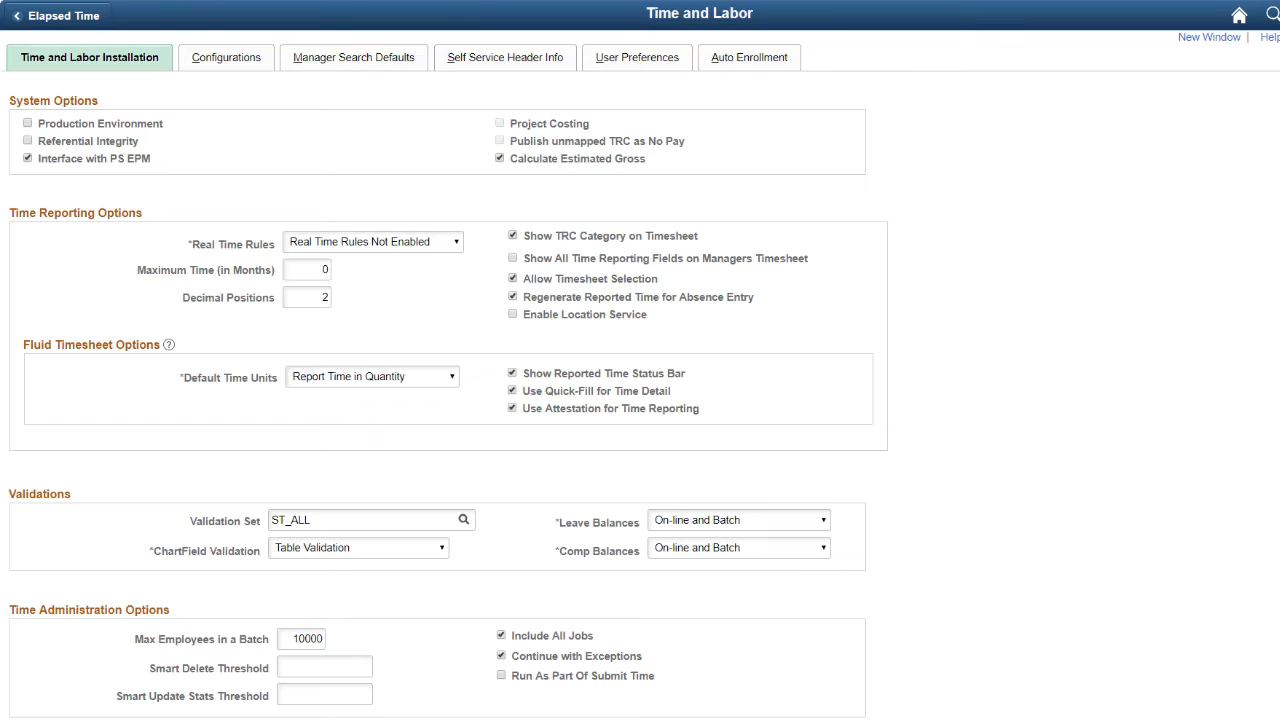 Elapsed Time
Time and Labor
New Window | Help
Time and Labor Installation
Configurations
Manager Search Defaults
Self Service Header Info
User Preferences
Auto Enrollment
System Options
Production Environment
Project Costing
Referential Integrity
Publish unmapped TRC as No Pay
Interface with PS EPM
Calculate Estimated Gross
Time Reporting Options
*Real Time Rules Real Time Rules Not Enabled
Show TRC Category on Timesheet
Show All Time Reporting Fields on Managers Timesheet
Maximum Time (in Months) 0
Allow Timesheet Selection
Decimal Positions 2
Regenerate Reported Time for Absence Entry
Enable Location Service
Fluid Timesheet Options ?
*Default Time Units Report Time in Quantity
Show Reported Time Status Bar
Use Quick-Fill for Time Detail
Use Attestation for Time Reporting
Validations
Validation Set ST_ALL
*Leave Balances On-line and Batch
*ChartField Validation Table Validation
*Comp Balances On-line and Batch
Time Administration Options
Max Employees in a Batch 10000
Include All Jobs
Continue with Exceptions
Smart Delete Threshold
Run As Part Of Submit Time
Smart Update Stats Threshold